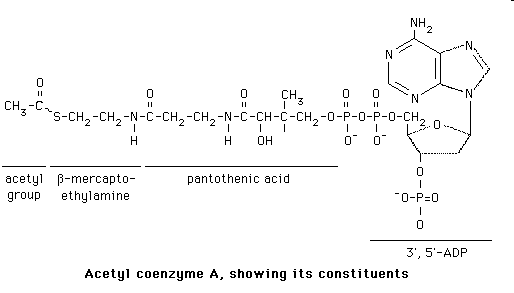 NH2
N
N
N
N
O
O
O
CH3
O
O
CH3-C
S-CH2-CH2-N-C-CH2-CH2-N-C-C-C-CH2-O-P-O-P-O-CH2
O
H
H
OH
O-
O-
O
-O-P=O
O
acetyl group
β-mercapto-ethylamine
pantothenic acid
3', 5'-ADP
Acetyl coenzyme A, showing its constituents